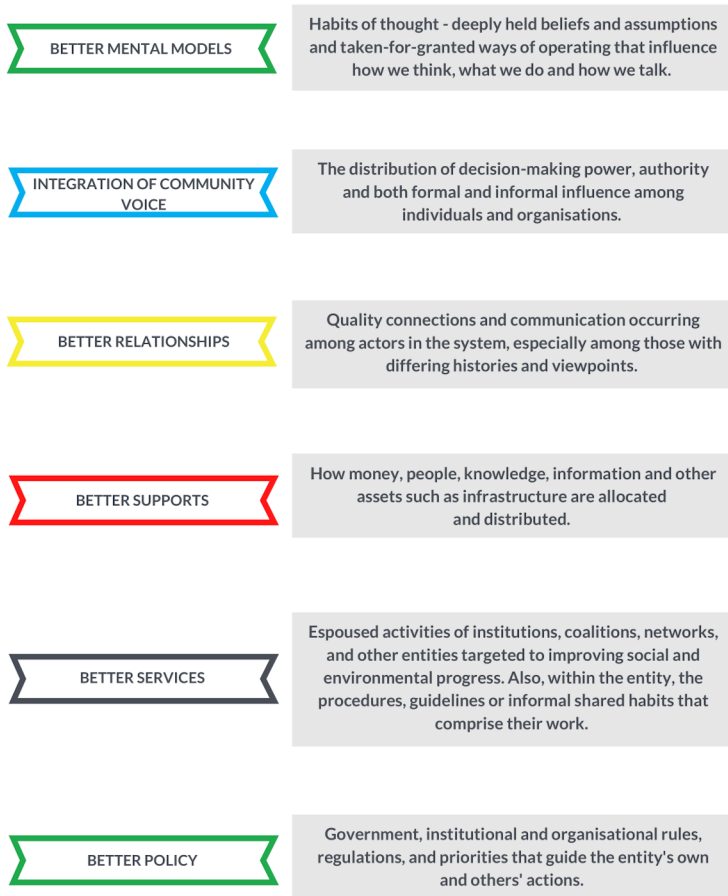 BETTER MENTAL MODELS
Habits of thought - deeply held beliefs and assumptions
and taken-for-granted ways of operating that influence
how we think, what we do and how we talk.
INTEGRATION OF COMMUNITY
VOICE
The distribution of decision-making power, authority
and both formal and informal influence among
individuals and organisations.
BETTER RELATIONSHIPS
Quality connections and communication occurring
among actors in the system, especially among those with
differing histories and viewpoints.
BETTER SUPPORTS
How money, people, knowledge, information and other
assets such as infrastructure are allocated
and distributed.
BETTER SERVICES
Espoused activities of institutions, coalitions, networks,
and other entities targeted to improving social and
environmental progress. Also, within the entity, the
procedures, guidelines or informal shared habits that
comprise their work.
BETTER POLICY
Government, institutional and organisational rules,
regulations, and priorities that guide the entity's own
and others' actions.